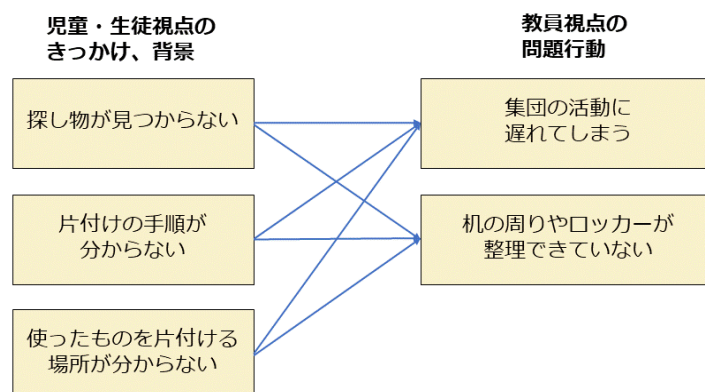 児童・生徒視点の
きっかけ、背景
教員視点の
問題行動
探し物が見つからない
集団の活動に
遅れてしまう
片付けの手順が
分からない
机の周りやロッカーが
整理できていない
使ったものを片付ける
場所が分からない